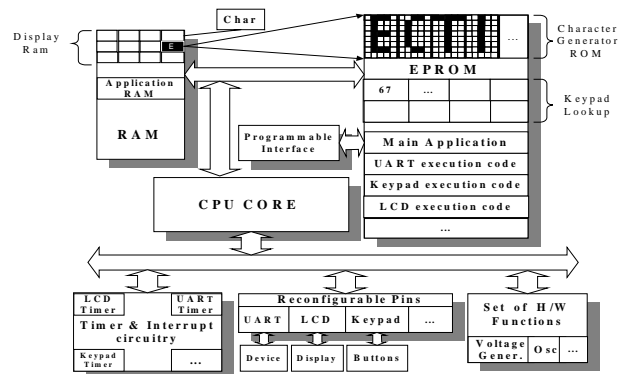 Char
Display
Ram
E
E C T I
...
Character
Generator
ROM
Application
RAM
EPROM
67
...
Keypad
Lookup
RAM
Programmable
Interface
Main Application
UART execution code
Keypad execution code
LCD execution code
...
CPU CORE
LCD
Timer
UART
Timer
Timer & Interrupt
circuitry
Keypad
Timer
...
Reconfigurable Pins
UART
LCD
Keypad
...
Device
Display
Buttons
Set of H/W
Functions
Voltage
Gener.
Osc
...